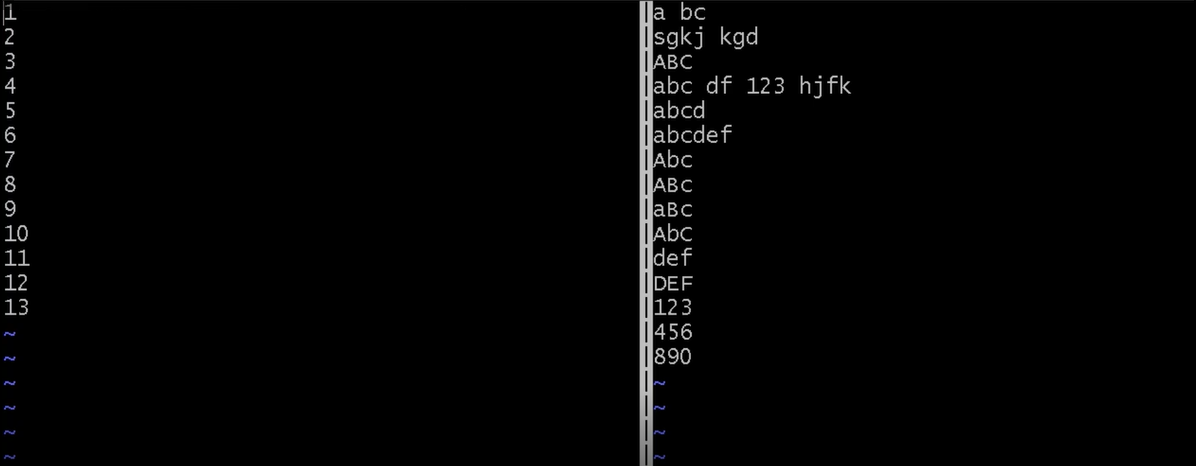 1
2
3
4
5
6
7
8
9
10
11
12
13
~
~
~
~
~
~
a bc
sgkj kgd
ABC
abc df 123 hjfk
abcd
abcdef
Abc
ABc
aBc
AbC
def
DEF
123
456
890
~
~
~
~